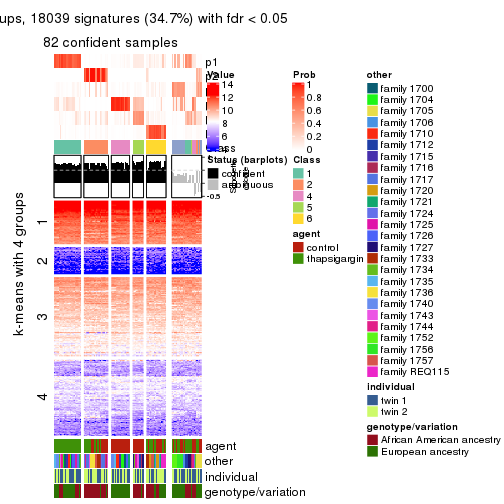 ups, 18039 signatures (34.7%) with fdr < 0.05
82 confident samples
p1
p2
Class
1
2
3
4
k-means with 4 groups
-0.5
agent
other
individual
genotype/variation
Value
14
12
10
8
6
4
Status (barplots)
confident
ambiguous
Prob
1
0.8
0.6
0.4
0.2
0
Class
1
2
4
5
6
agent
control
thapsigargin
other
family 1700
family 1704
family 1705
family 1706
family 1710
family 1712
family 1715
family 1716
family 1717
family 1720
family 1721
family 1724
family 1725
family 1726
family 1727
family 1733
family 1734
family 1735
family 1736
family 1740
family 1743
family 1744
family 1752
family 1756
family 1757
family REQ115
individual
twin 1
twin 2
genotype/variation
African American ancestry
European ancestry